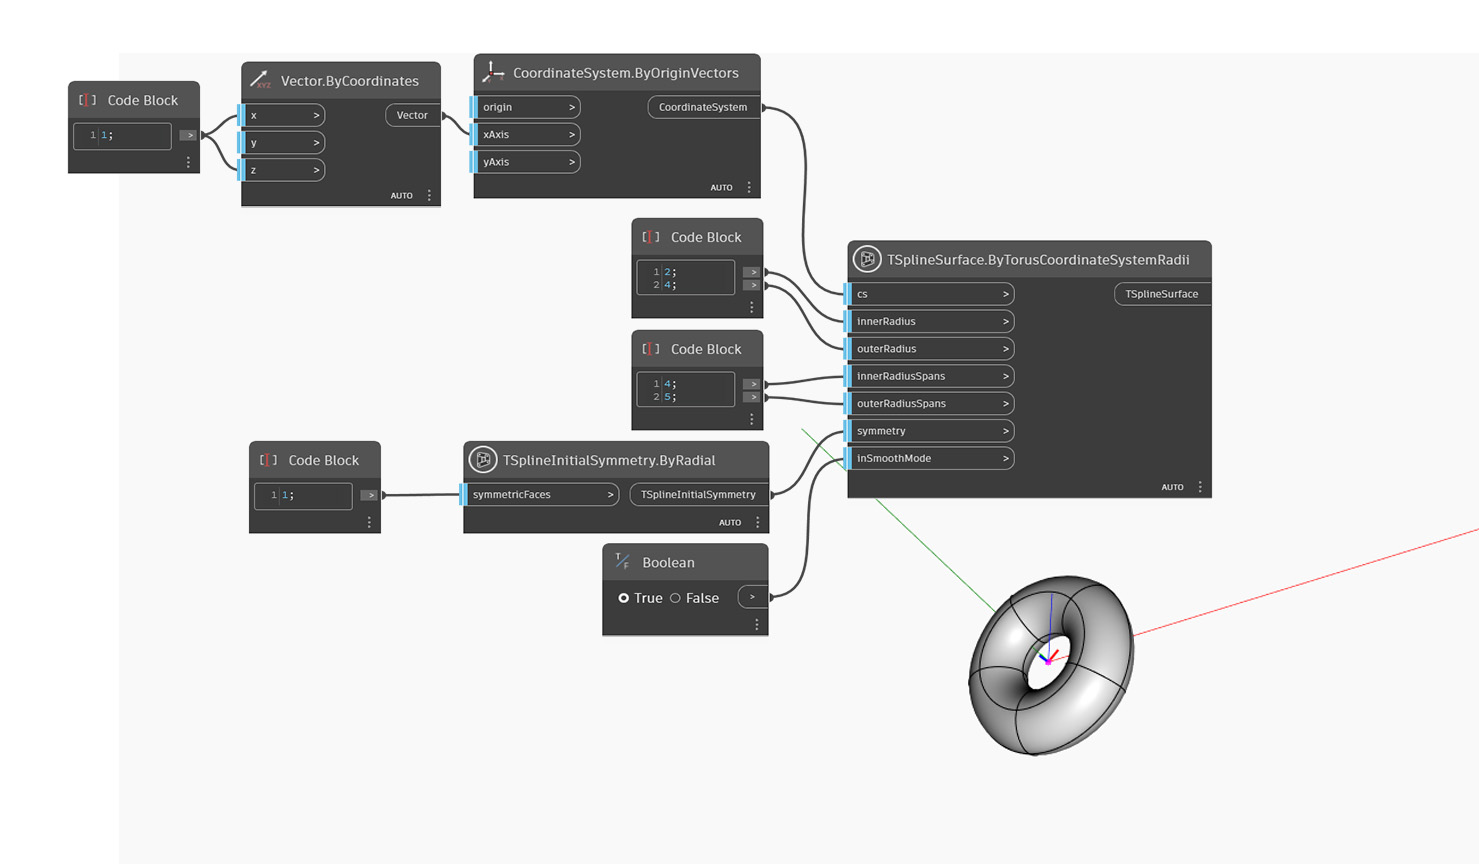 Code Block
1 1;
>
Vector.ByCoordinates
XYZ
x >
Vector
y >
z >
AUTO
CoordinateSystem.ByOriginVectors
origin >
CoordinateSystem
xAxis >
yAxis >
AUTO
Code Block
1 2;
>
2 4;
>
Code Block
1 4;
>
2 5;
>
TSplineSurface.ByTorusCoordinateSystemRadii
cs >
TSplineSurface
innerRadius >
outerRadius >
innerRadiusSpans >
outerRadiusSpans >
symmetry >
inSmoothMode >
AUTO
Code Block
1 1;
>
TSplineInitialSymmetry.ByRadial
symmetricFaces >
TSplineInitialSymmetry
AUTO
T/F
Boolean
True False
>